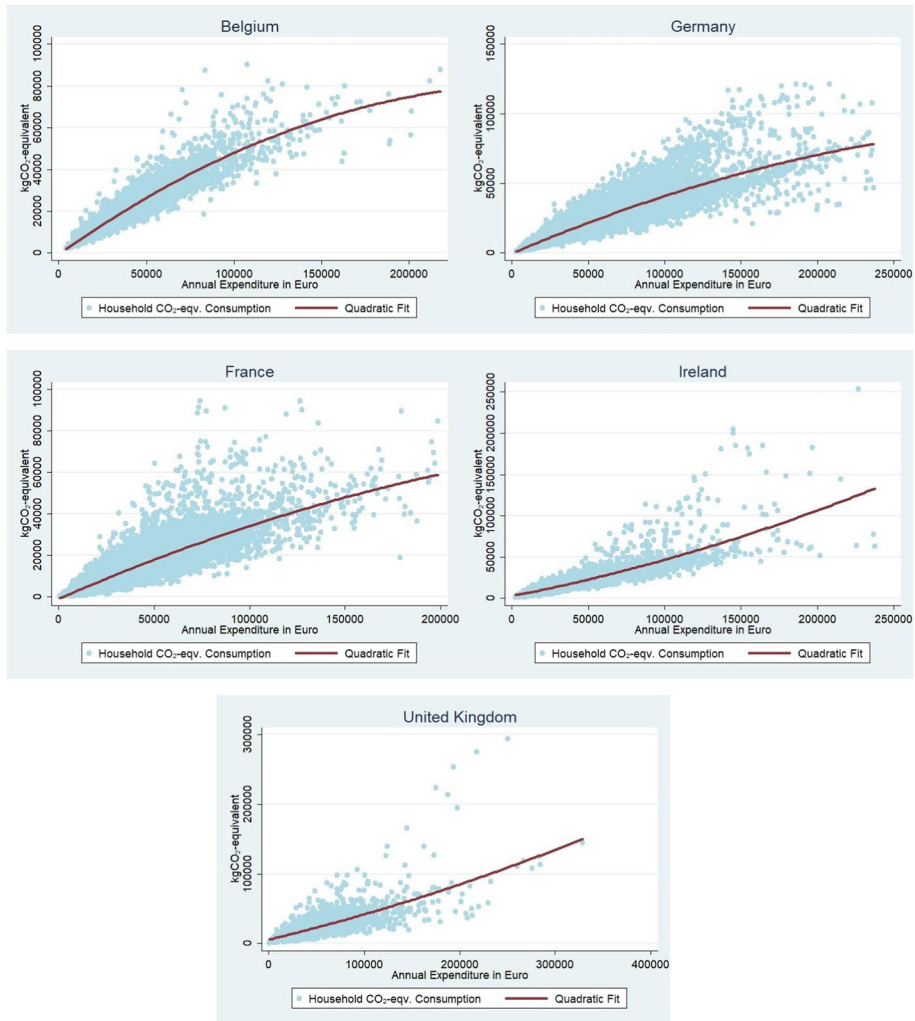 Belgium
kgCO₂-equivalent
0 20000 40000 60000 80000 100000
0 50000 100000 150000 200000
Annual Expenditure in Euro
Household CO₂-eqv. Consumption Quadratic Fit
Germany
kgCO₂-equivalent
0 50000 100000 150000
0 50000 100000 150000 200000 250000
Annual Expenditure in Euro
Household CO₂-eqv. Consumption Quadratic Fit
France
kgCO₂-equivalent
0 20000 40000 60000 80000 100000
0 50000 100000 150000 200000
Annual Expenditure in Euro
Household CO₂-eqv. Consumption Quadratic Fit
Ireland
kgCO₂-equivalent
0 50000 100000 150000 200000 250000
0 50000 100000 150000 200000 250000
Annual Expenditure in Euro
Household CO₂-eqv. Consumption Quadratic Fit
United Kingdom
kgCO₂-equivalent
0 100000 200000 300000
0 100000 200000 300000 400000
Annual Expenditure in Euro
Household CO₂-eqv. Consumption Quadratic Fit